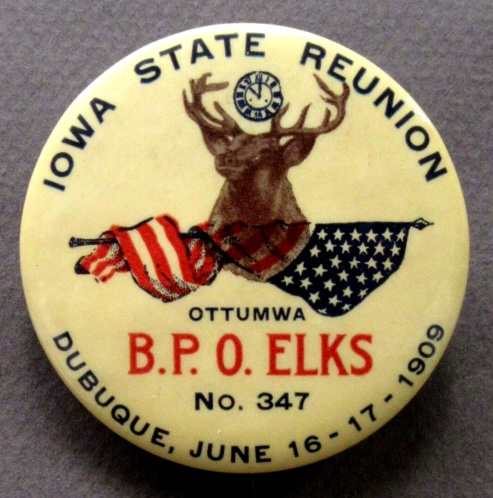 IOWA STATE REUNION
OTTUMWA
B.P.O. ELKS
No. 347
DUBUQUE, JUNE 16-17-1909